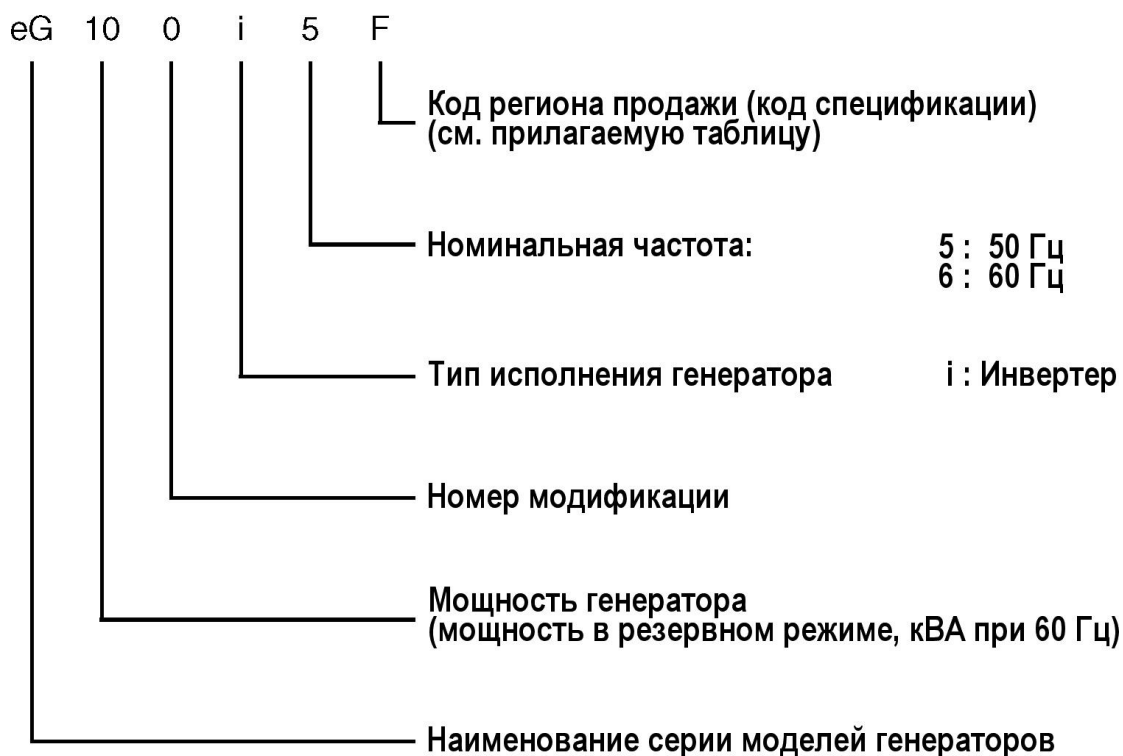 eG 10 0 i 5 F
Код региона продажи (код спецификации)
(см. прилагаемую таблицу)
Номинальная частота: 5 : 50 Гц
6 : 60 Гц
Тип исполнения генератора i : Инвертер
Номер модификации
Мощность генератора
(мощность в резервном режиме, кВА при 60 Гц)
Наименование серии моделей генераторов